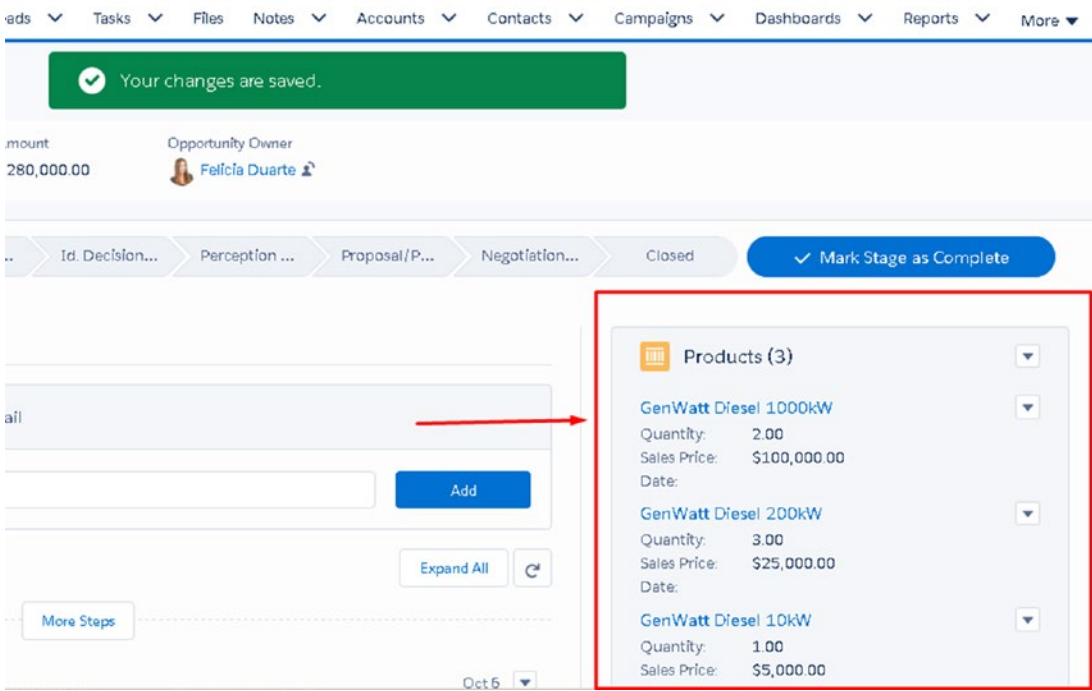 eads Tasks Files Notes Accounts Contacts Campaigns Dashboards Reports More
Your changes are saved.
mount Opportunity Owner
280,000.00 Felicia Duarte
.. Id. Decision... Perception ... Proposal/P... Negotiation... Closed Mark Stage as Complete
Products (3)
ail
GenWatt Diesel 1000kW
Quantity: 2.00
Sales Price: $100,000.00
Date:
Add
GenWatt Diesel 200kW
Quantity: 3.00
Sales Price: $25,000.00
Date:
Expand All
More Steps
GenWatt Diesel 10kW
Quantity: 1.00
Sales Price: $5,000.00
Oct 6